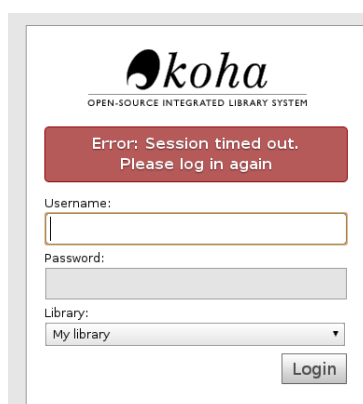 koha
OPEN-SOURCE INTEGRATED LIBRARY SYSTEM
Error: Session timed out.
Please log in again
Username:
Password:
Library:
My library
Login